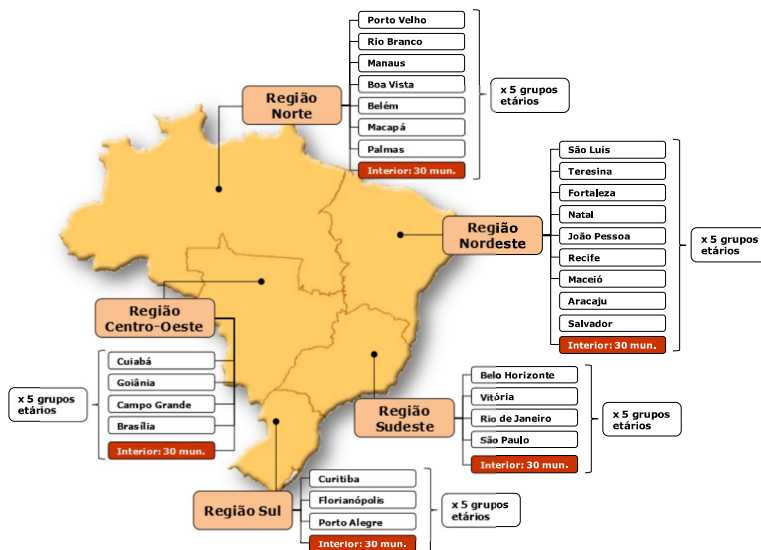 Região
Norte
Porto Velho
Rio Branco
Manaus
Boa Vista
Belém
Macapá
Palmas
Interior: 30 mun.
x 5 grupos
etários
Região
Nordeste
São Luís
Teresina
Fortaleza
Natal
João Pessoa
Recife
Maceió
Aracaju
Salvador
Interior: 30 mun.
x 5 grupos
etários
Região
Centro-Oeste
Cuiabá
Goiânia
Campo Grande
Brasília
Interior: 30 mun.
x 5 grupos
etários
Região
Sudeste
Belo Horizonte
Vitória
Rio de Janeiro
São Paulo
Interior: 30 mun.
x 5 grupos
etários
Região Sul
Curitiba
Florianópolis
Porto Alegre
Interior: 30 mun.
x 5 grupos
etários